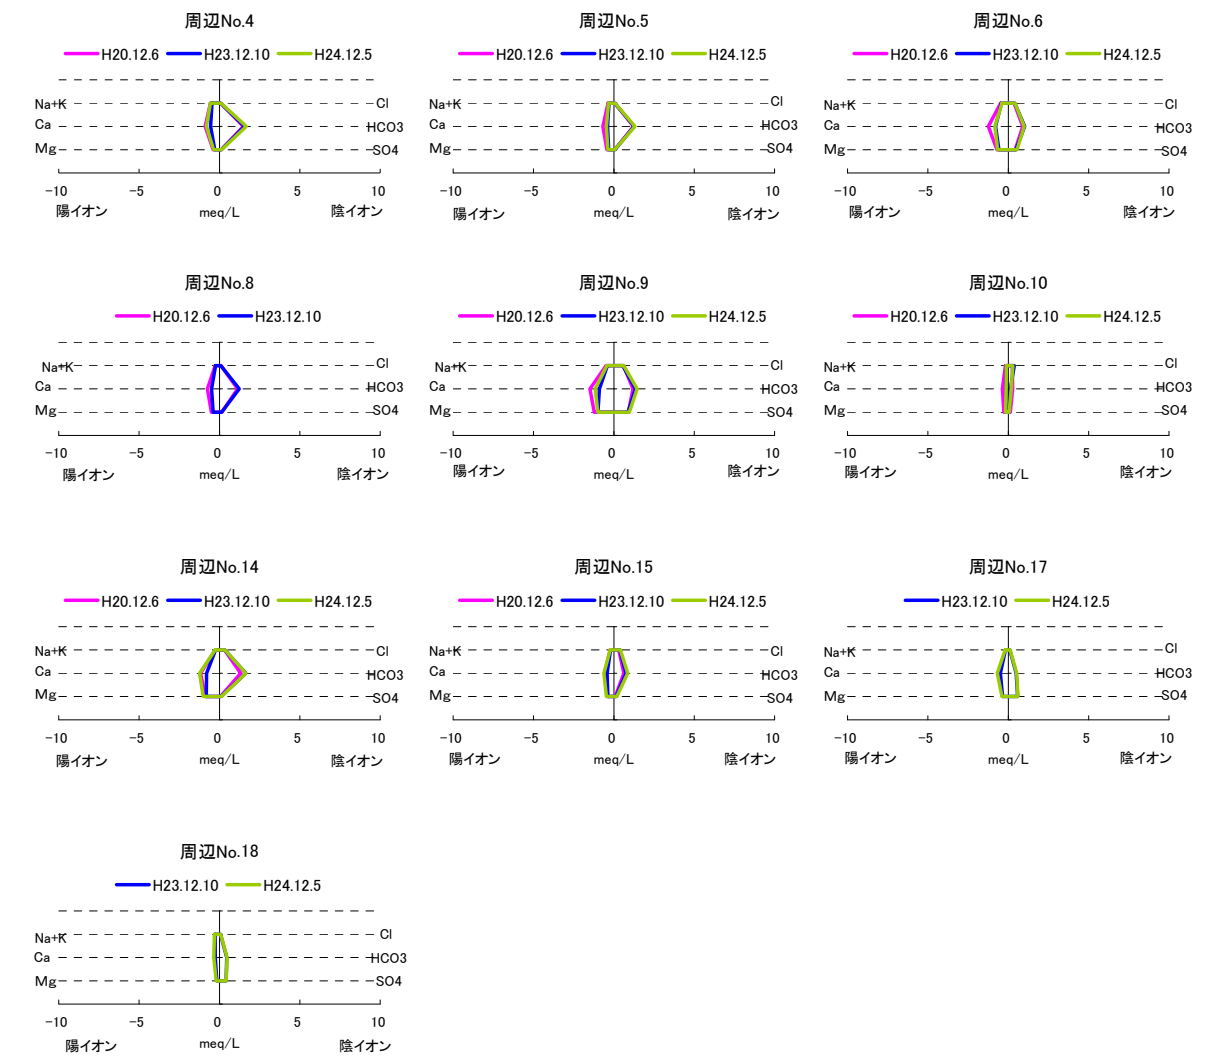 周辺No.4
H20.12.6 H23.12.10 H24.12.5
Na+K Cl
Ca HCO3
Mg SO4
-10 -5 0 5 10
陽イオン meq/L 陰イオン
周辺No.5
H20.12.6 H23.12.10 H24.12.5
Na+K Cl
Ca HCO3
Mg SO4
-10 -5 0 5 10
陽イオン meq/L 陰イオン
周辺No.6
H20.12.6 H23.12.10 H24.12.5
Na+K Cl
Ca HCO3
Mg SO4
-10 -5 0 5 10
陽イオン meq/L 陰イオン
周辺No.8
H20.12.6 H23.12.10
Na+K Cl
Ca HCO3
Mg SO4
-10 -5 0 5 10
陽イオン meq/L 陰イオン
周辺No.9
H20.12.6 H23.12.10 H24.12.5
Na+K Cl
Ca HCO3
Mg SO4
-10 -5 0 5 10
陽イオン meq/L 陰イオン
周辺No.10
H20.12.6 H23.12.10 H24.12.5
Na+K Cl
Ca HCO3
Mg SO4
-10 -5 0 5 10
陽イオン meq/L 陰イオン
周辺No.14
H20.12.6 H23.12.10 H24.12.5
Na+K Cl
Ca HCO3
Mg SO4
-10 -5 0 5 10
陽イオン meq/L 陰イオン
周辺No.15
H20.12.6 H23.12.10 H24.12.5
Na+K Cl
Ca HCO3
Mg SO4
-10 -5 0 5 10
陽イオン meq/L 陰イオン
周辺No.17
H23.12.10 H24.12.5
Na+K Cl
Ca HCO3
Mg SO4
-10 -5 0 5 10
陽イオン meq/L 陰イオン
周辺No.18
H23.12.10 H24.12.5
Na+K Cl
Ca HCO3
Mg SO4
-10 -5 0 5 10
陽イオン meq/L 陰イオン